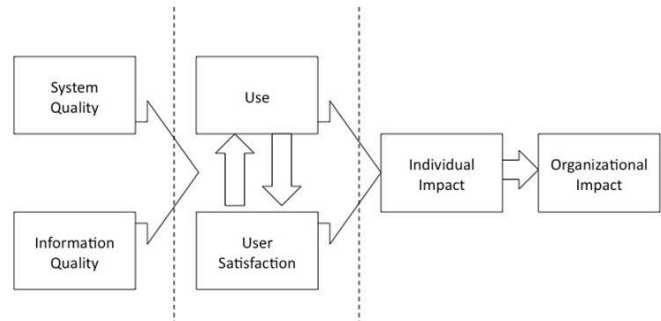 System
Quality
Use
Individual
Impact
Organizational
Impact
Information
Quality
User
Satisfaction